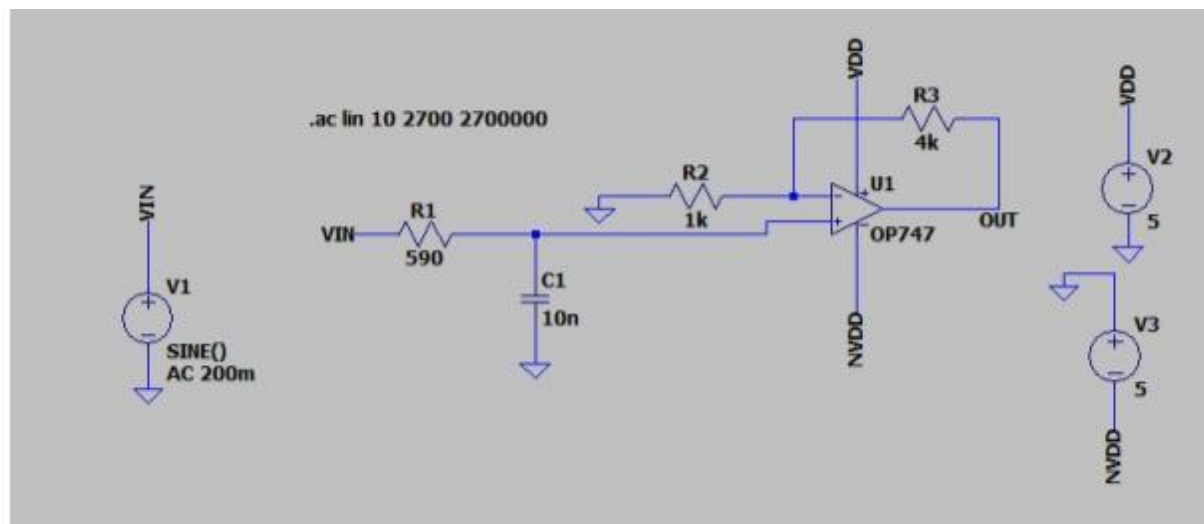 .ac lin 10 2700 2700000
VIN
V1
SINE()
AC 200m
VIN
R1
590
C1
10n
R2
1k
VDD
R3
4k
U1
OP747
OUT
NVDD
VDD
V2
5
V3
5
NVDD